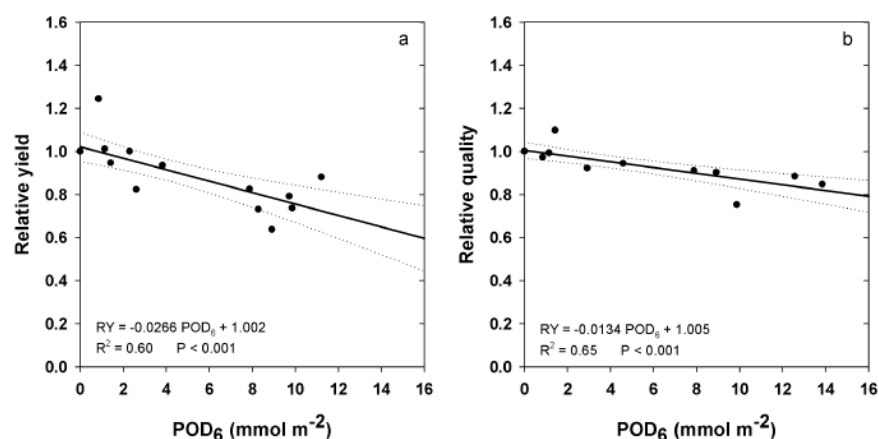 a
1.6
1.4
1.2
1.0
0.8
0.6
0.4
0.2
0.0
Relative yield
RY = -0.0266 POD₆ + 1.002
R² = 0.60 P < 0.001
0 2 4 6 8 10 12 14 16
POD₆ (mmol m⁻²)
b
1.6
1.4
1.2
1.0
0.8
0.6
0.4
0.2
0.0
Relative quality
RY = -0.0134 POD₆ + 1.005
R² = 0.65 P < 0.001
0 2 4 6 8 10 12 14 16
POD₆ (mmol m⁻²)